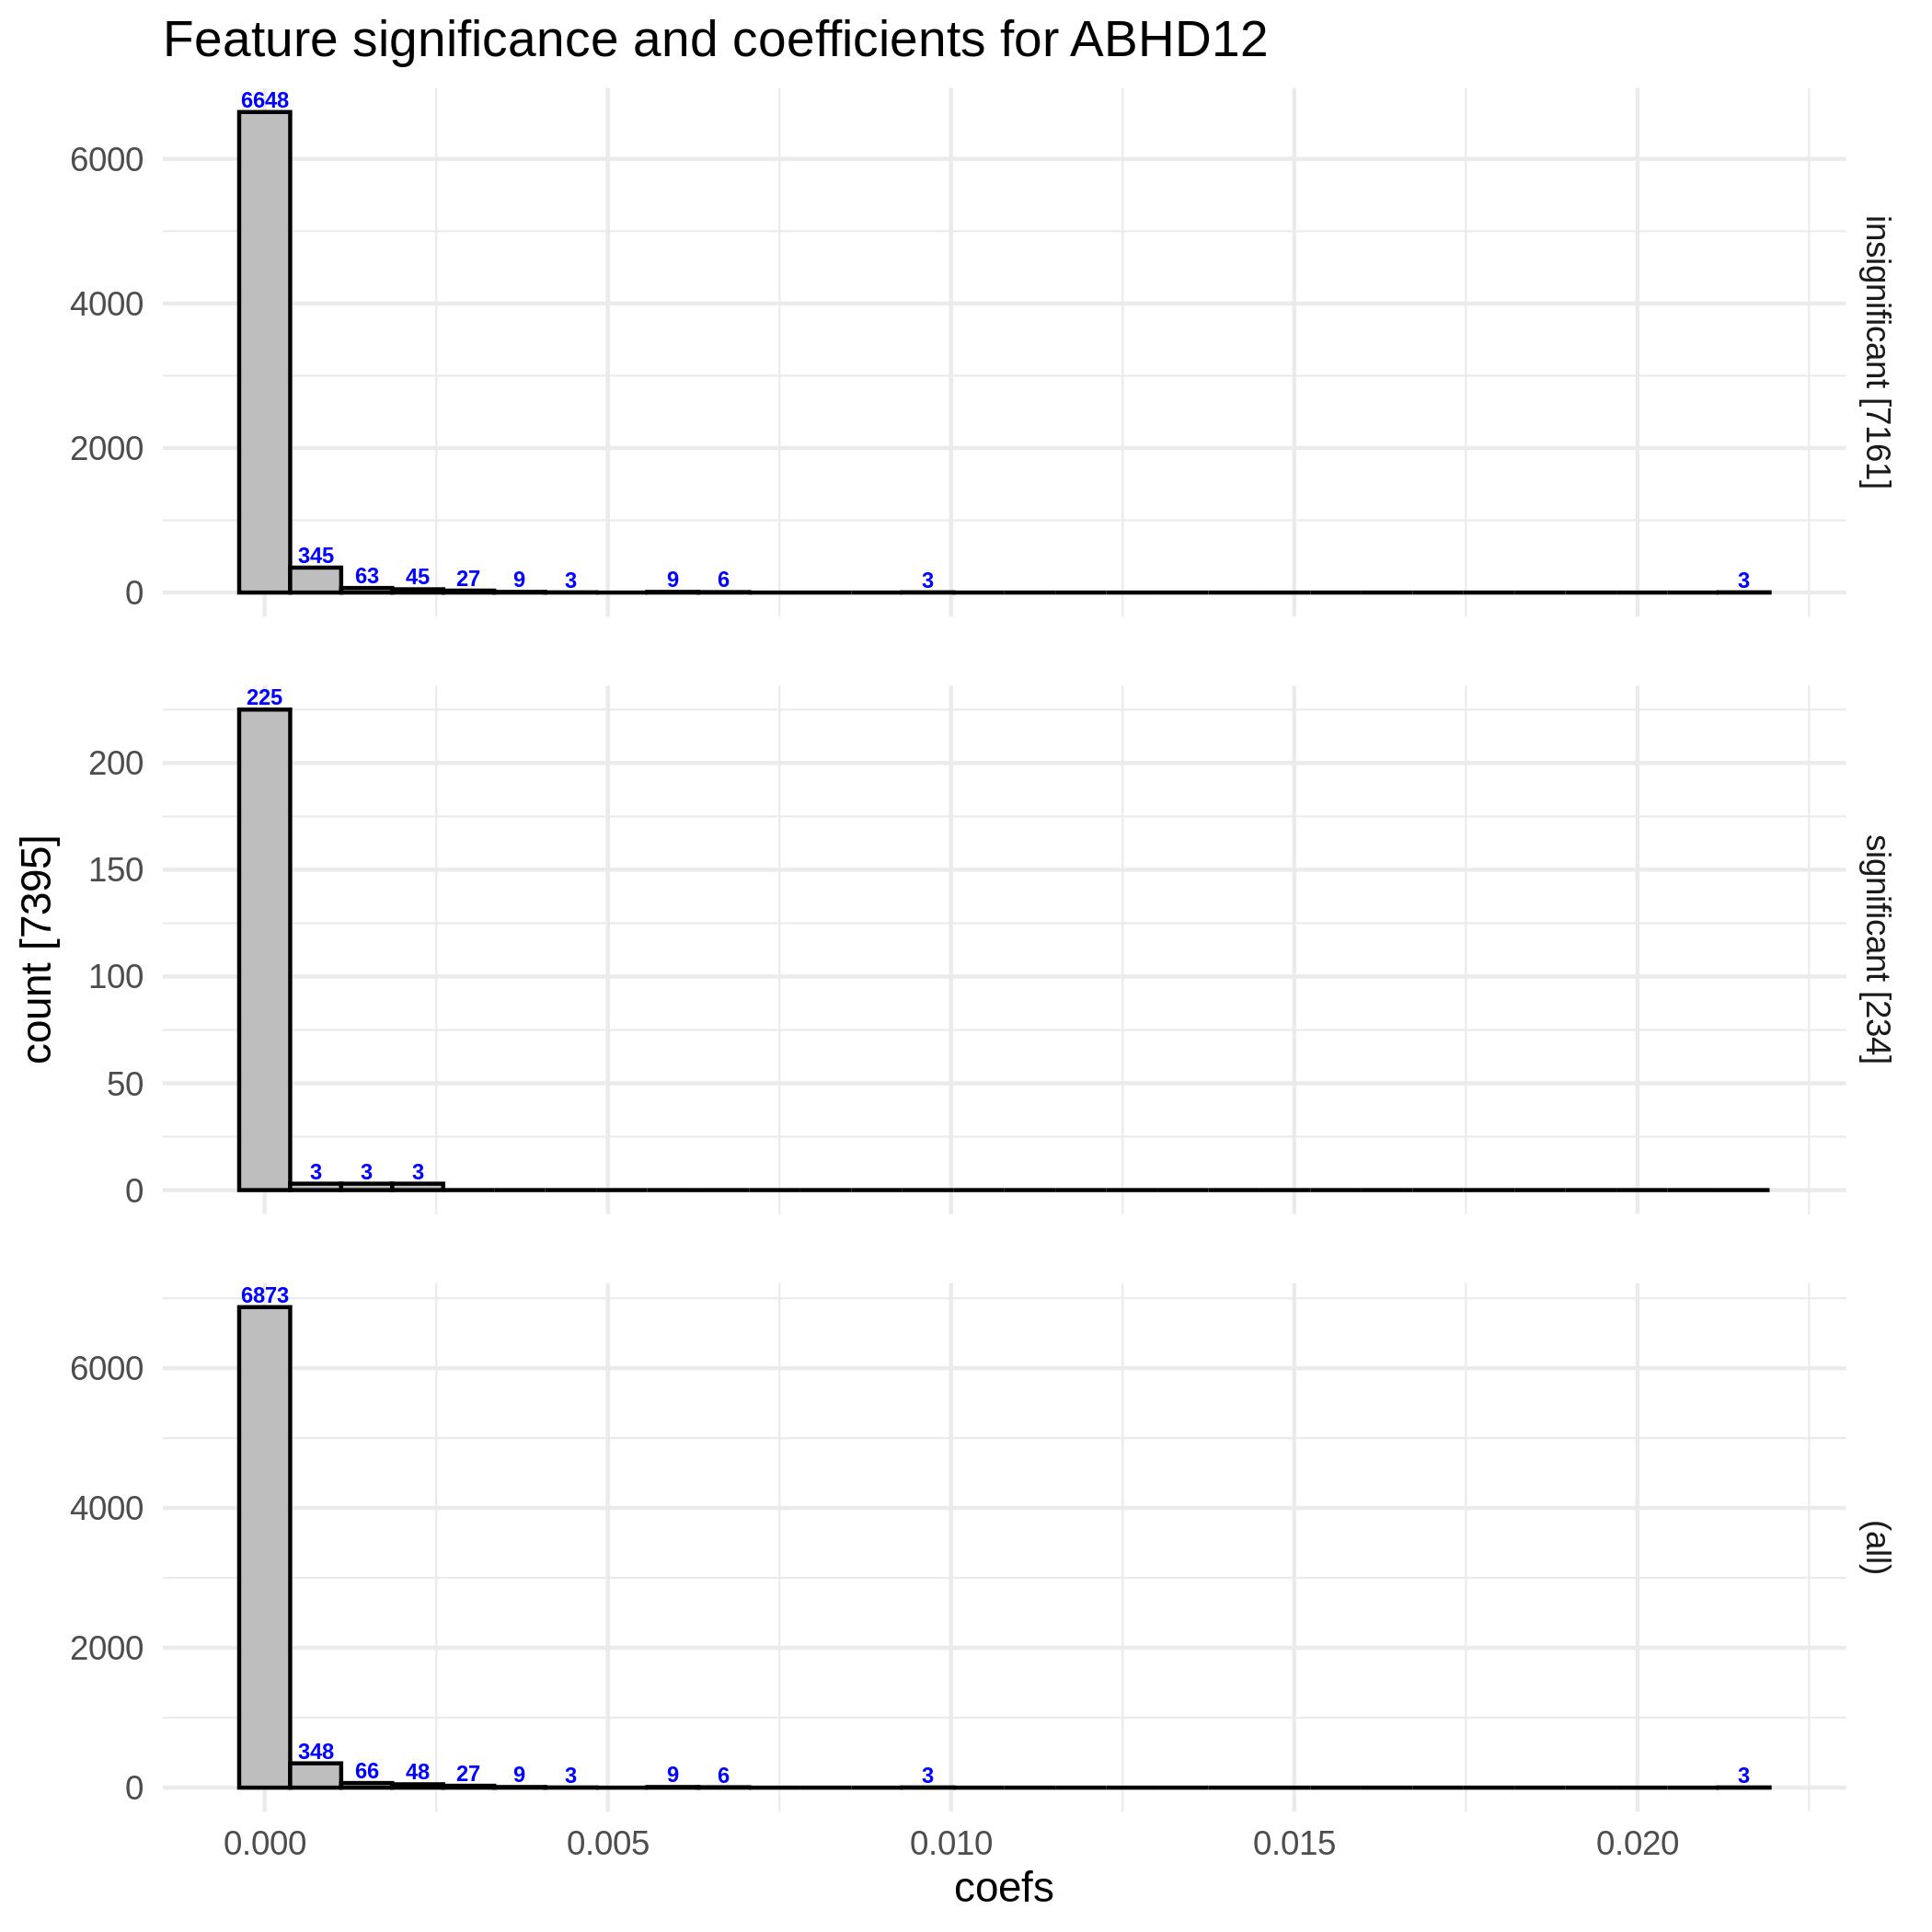 Feature significance and coefficients for ABHD12
6648
6000
4000
2000
345 63 45 27 9 3 9 6 3 3
0
insignificant [7161]
225
200
150
100
50
3 3 3
0
significant [234]
count [7395]
6873
6000
4000
2000
348 66 48 27 9 3 9 6 3 3
0
(all)
0.000 0.005 0.010 0.015 0.020
coefs